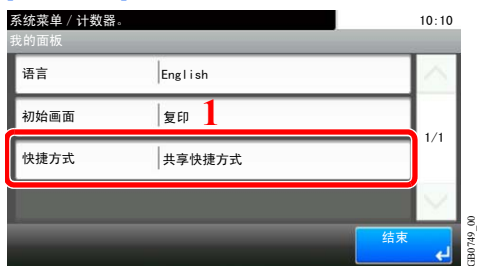 系统菜单 / 计数器。 10:10
我的面板
语言 English
初始画面 复印 1
1/1
快捷方式 共享快捷方式
结束
GB0749_00